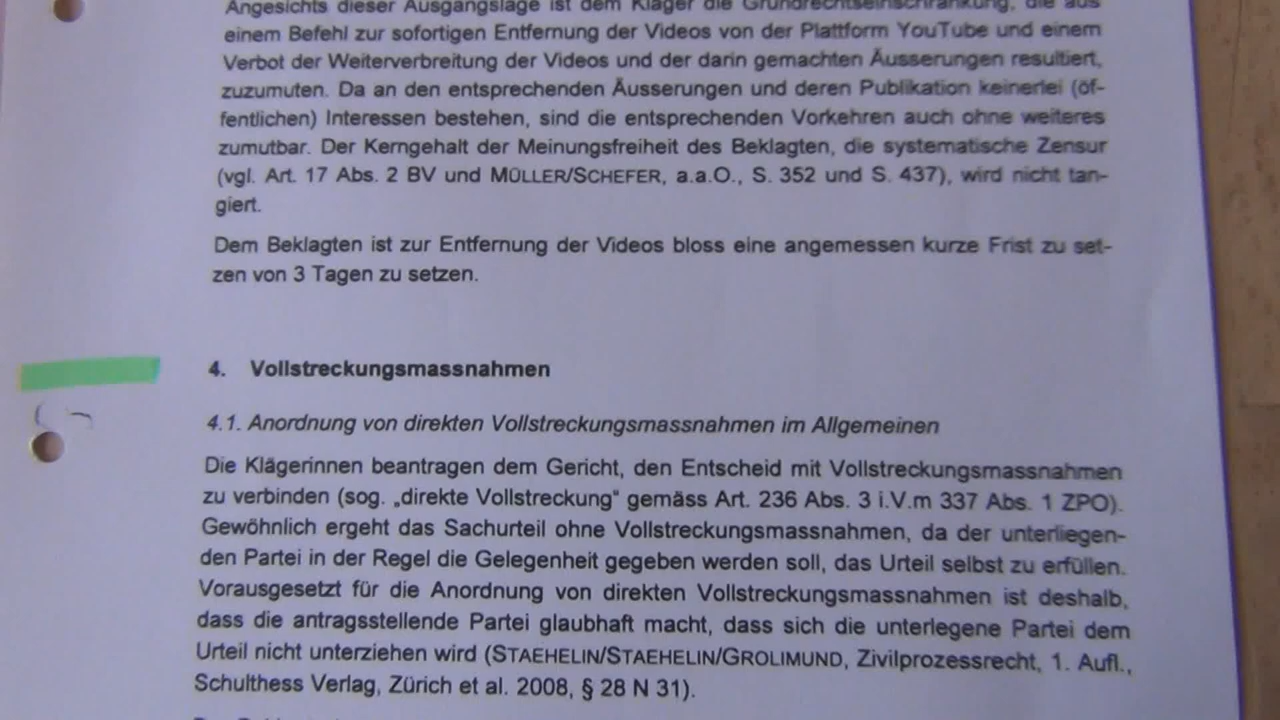 Angesichts dieser Ausgangslage ist dem Kläger die Grundrechtseinschränkung, die aus
einem Befehl zur sofortigen Entfernung der Videos von der Plattform YouTube und einem
Verbot der Weiterverbreitung der Videos und der darin gemachten Äusserungen resultiert,
zuzumuten. Da an den entsprechenden Äusserungen und deren Publikation keinerlei (öf-
fentlichen) Interessen bestehen, sind die entsprechenden Vorkehren auch ohne weiteres
zumutbar. Der Kerngehalt der Meinungsfreiheit des Beklagten, die systematische Zensur
(vgl. Art. 17 Abs. 2 BV und MÜLLER/SCHEFER, a.a.O., S. 352 und S. 437), wird nicht tan-
giert.
Dem Beklagten ist zur Entfernung der Videos bloss eine angemessen kurze Frist zu set-
zen von 3 Tagen zu setzen.
4. Vollstreckungsmassnahmen
4.1. Anordnung von direkten Vollstreckungsmassnahmen im Allgemeinen
Die Klägerinnen beantragen dem Gericht, den Entscheid mit Vollstreckungsmassnahmen
zu verbinden (sog. „direkte Vollstreckung“ gemäss Art. 236 Abs. 3 i.V.m 337 Abs. 1 ZPO).
Gewöhnlich ergeht das Sachurteil ohne Vollstreckungsmassnahmen, da der unterliegen-
den Partei in der Regel die Gelegenheit gegeben werden soll, das Urteil selbst zu erfüllen.
Vorausgesetzt für die Anordnung von direkten Vollstreckungsmassnahmen ist deshalb,
dass die antragsstellende Partei glaubhaft macht, dass sich die unterlegene Partei dem
Urteil nicht unterziehen wird (STAEHELIN/STAEHELIN/GROLIMUND, Zivilprozessrecht, 1. Aufl.,
Schulthess Verlag, Zürich et al. 2008, § 28 N 31).